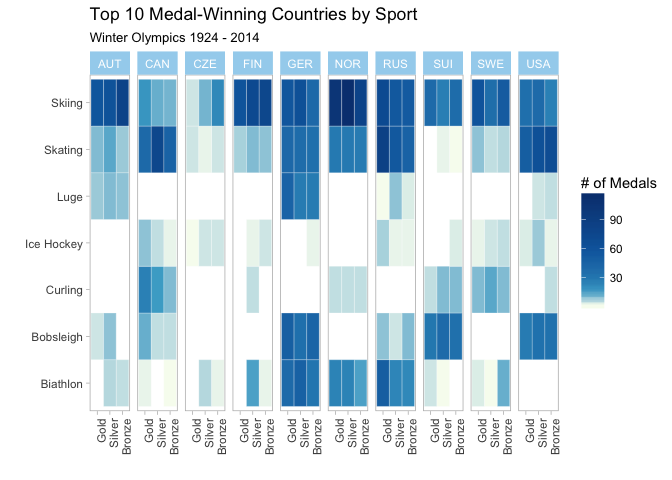 Top 10 Medal-Winning Countries by Sport
Winter Olympics 1924 - 2014
AUT CAN CZE FIN GER NOR RUS SUI SWE USA
Skiing
Skating
Luge
Ice Hockey
Curling
Bobsleigh
Biathlon
# of Medals
90
60
30
Gold Silver Bronze Gold Silver Bronze Gold Silver Bronze Gold Silver Bronze Gold Silver Bronze Gold Silver Bronze Gold Silver Bronze Gold Silver Bronze Gold Silver Bronze Gold Silver Bronze